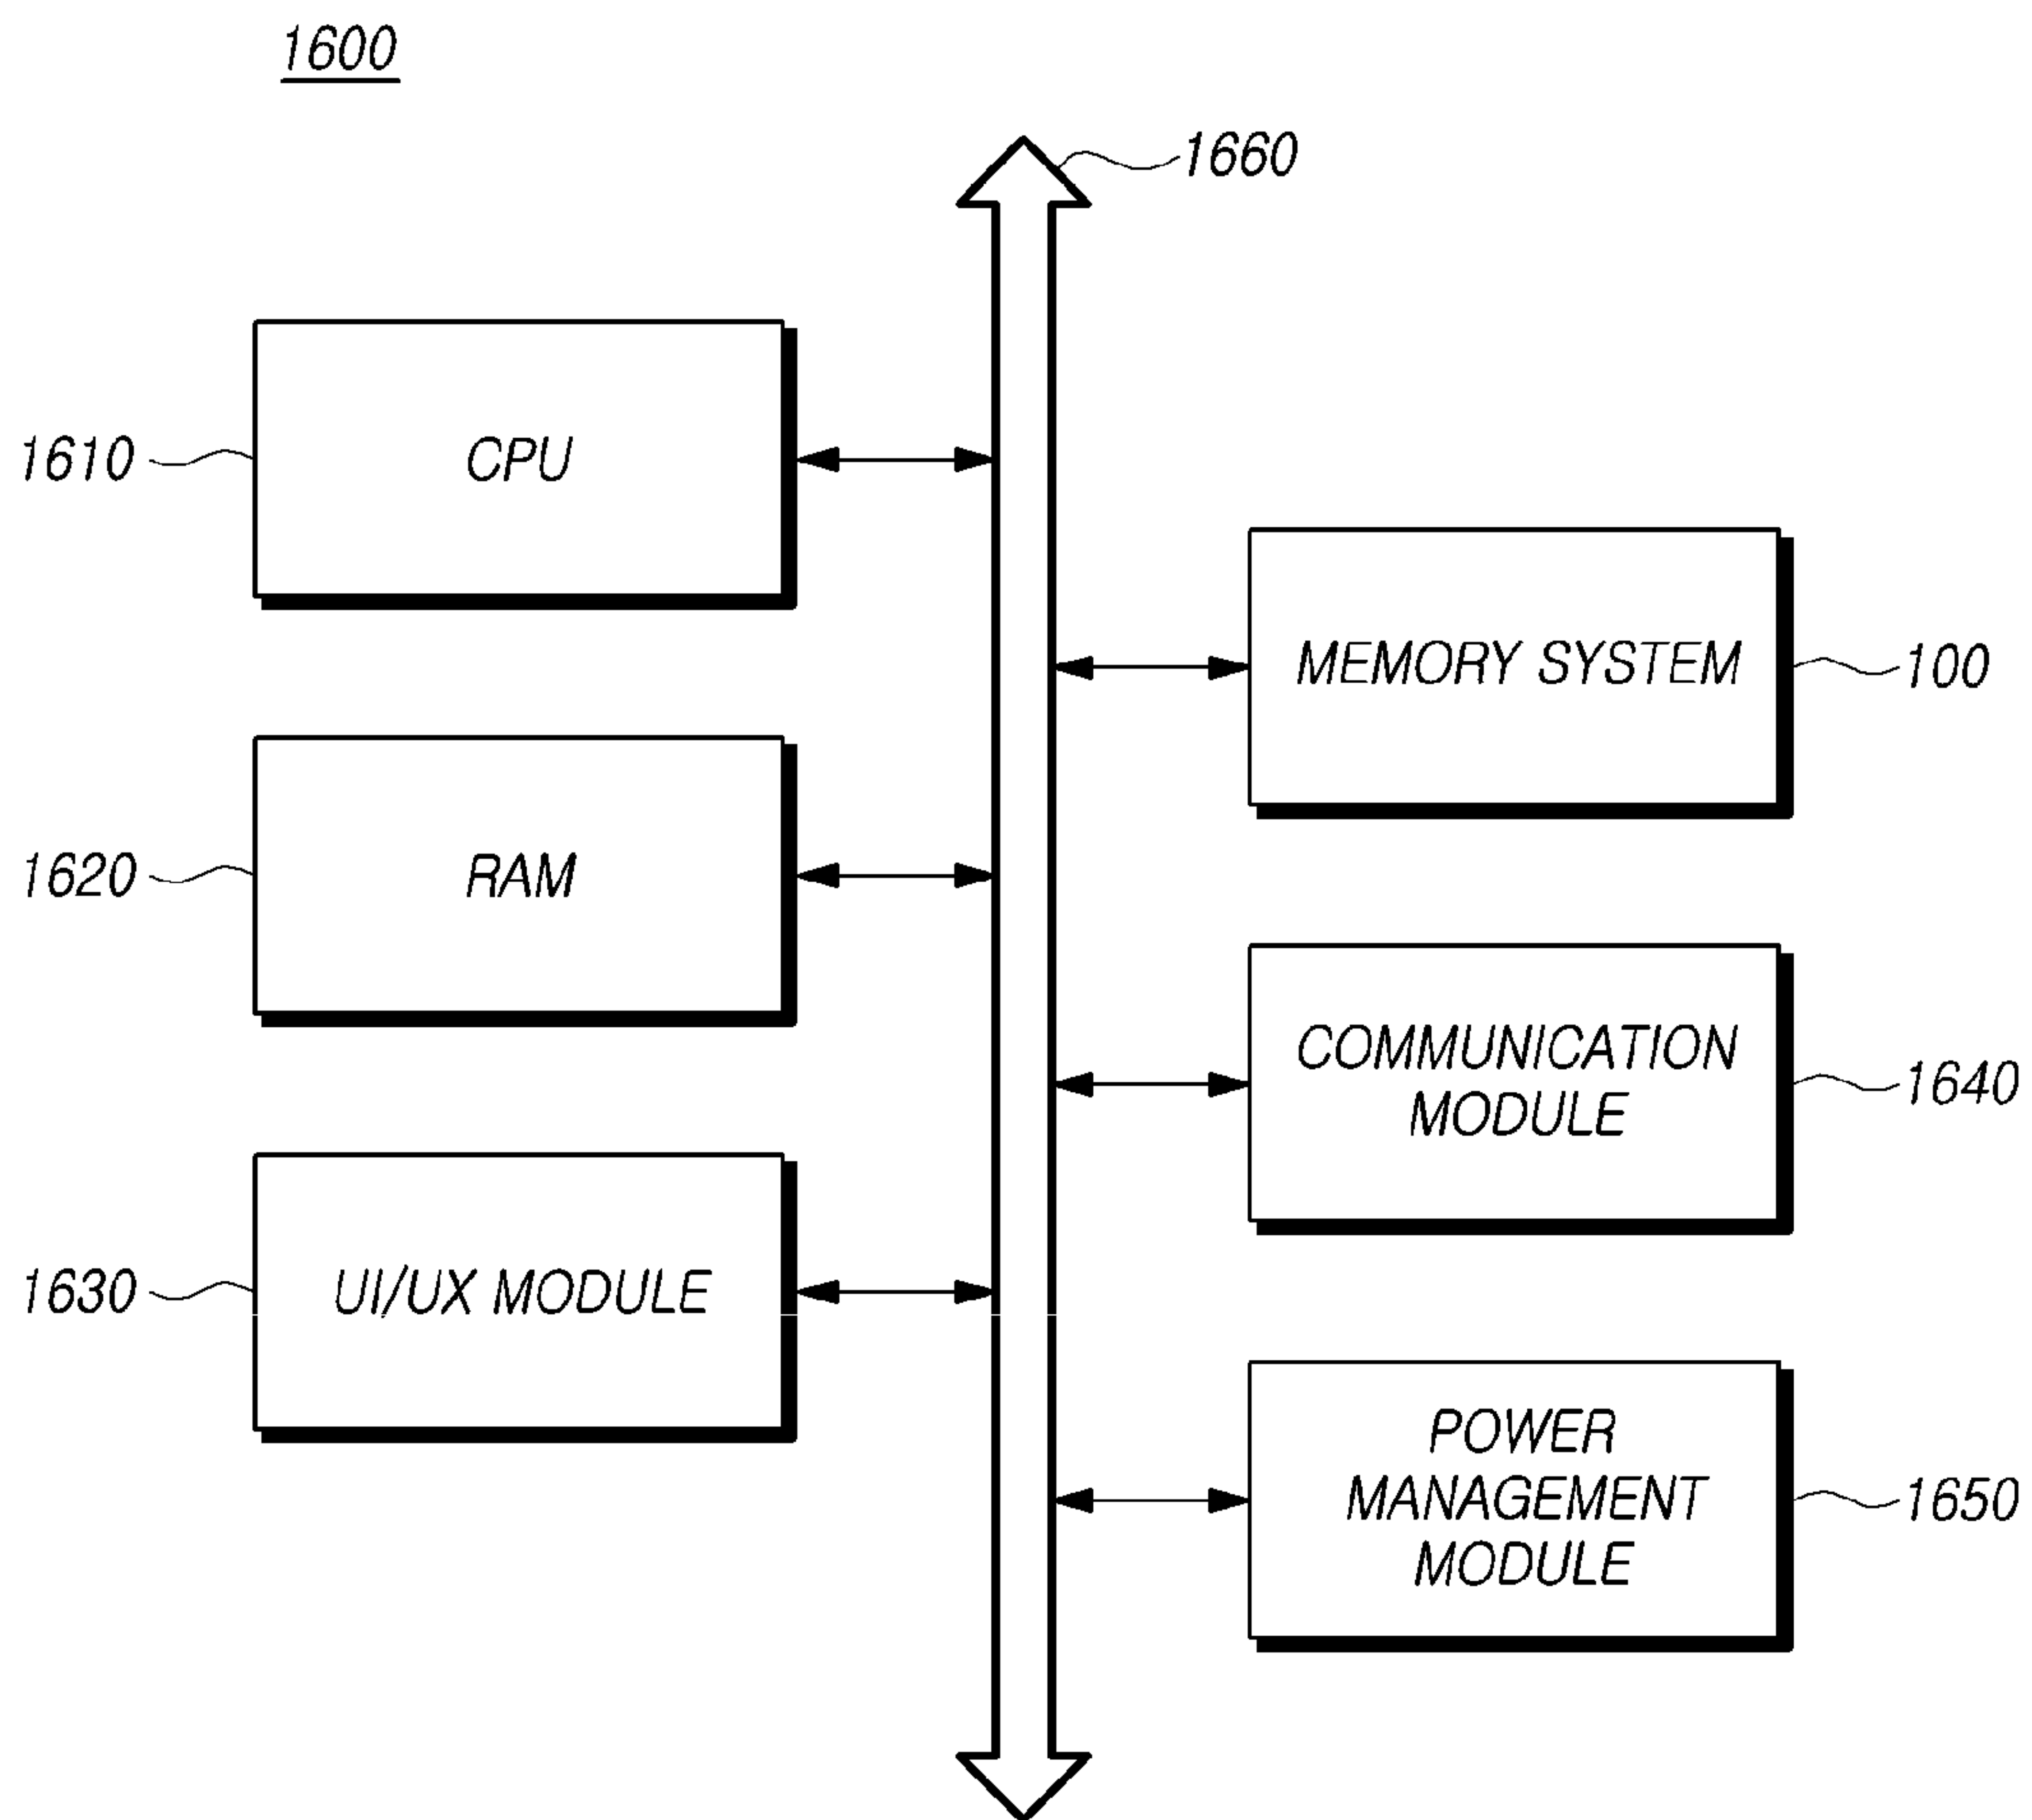 1600
1660
1610
CPU
MEMORY SYSTEM
100
1620
RAM
COMMUNICATION
MODULE
1640
1630
UI/UX MODULE
POWER
MANAGEMENT
MODULE
1650